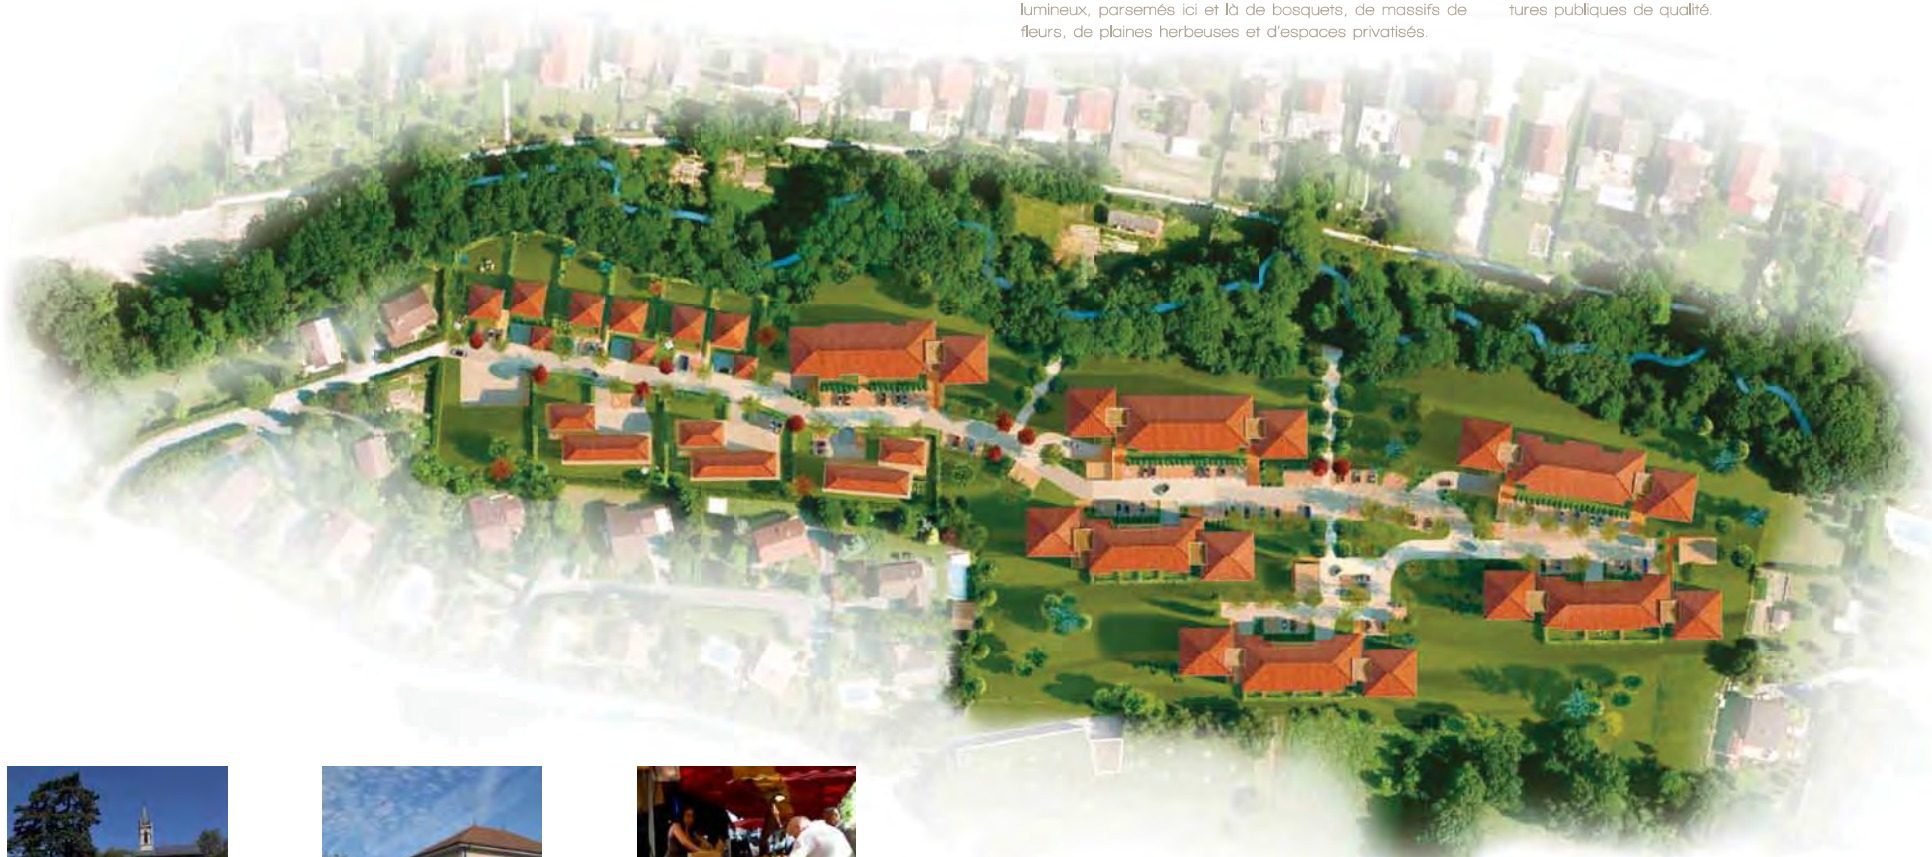 lumineux, parsemés ici et là de bosquets, de massifs de
fleurs, de plaines herbeuses et d'espaces privatisés.
tures publiques de qualité.